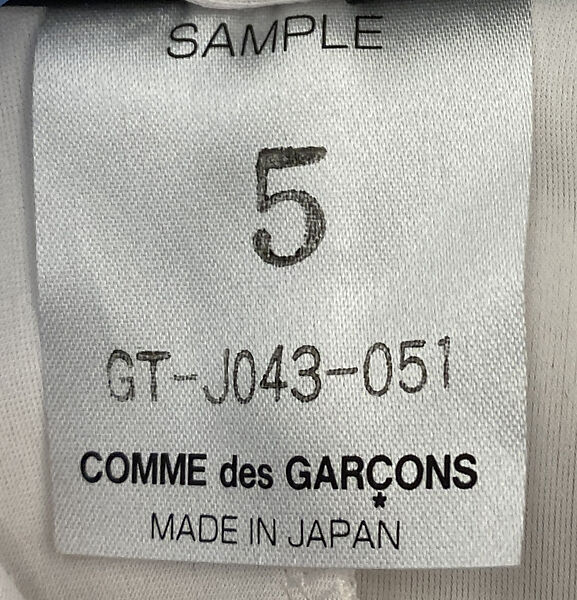 SAMPLE
5
GT-J043-051
COMME des GARÇONS
MADE IN JAPAN